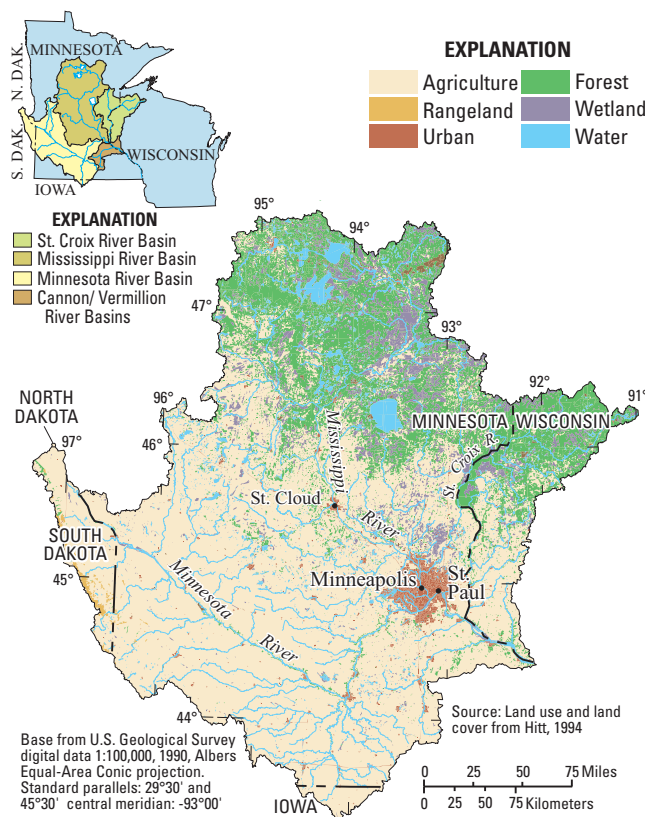 MINNESOTA
N. DAK.
S. DAK.
WISCONSIN
IOWA
EXPLANATION
St. Croix River Basin
Mississippi River Basin
Minnesota River Basin
Cannon/ Vermillion
River Basins
EXPLANATION
Agriculture
Rangeland
Urban
Forest
Wetland
Water
95°
94°
47°
93°
92°
91°
NORTH
DAKOTA
97°
96°
46°
MINNESOTA
WISCONSIN
Mississippi
River
St. Croix R.
St. Cloud
SOUTH
DAKOTA
45°
Minneapolis
St.
Paul
Minnesota
River
44°
IOWA
Source: Land use and land
cover from Hitt, 1994
Base from U.S. Geological Survey
digital data 1:100,000, 1990, Albers
Equal-Area Conic projection.
Standard parallels: 29°30' and
45°30' central meridian: -93°00'
0 25 50 75 Miles
0 25 50 75 Kilometers